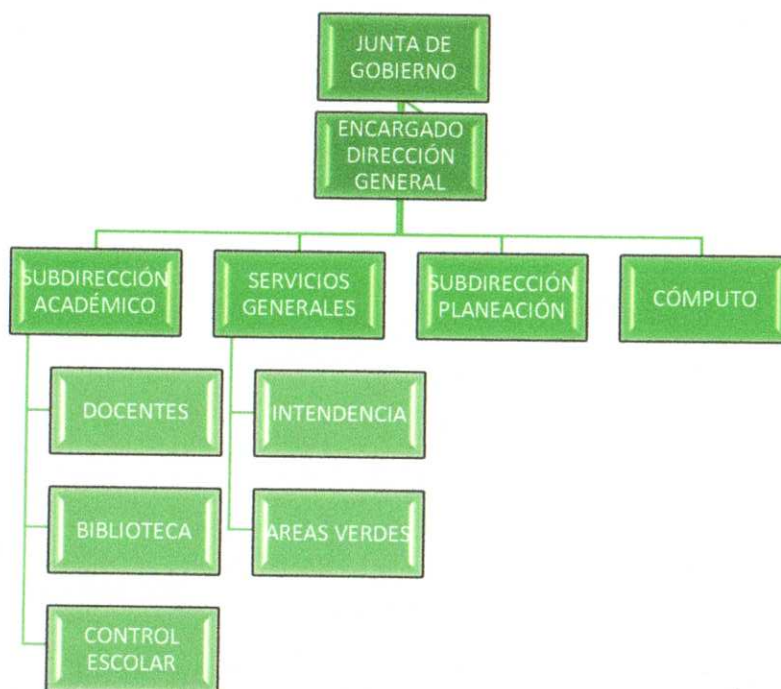 JUNTA DE
GOBIERNO
ENCARGADO
DIRECCIÓN
GENERAL
SUBDIRECCIÓN
ACADÉMICO
SERVICIOS
GENERALES
SUBDIRECCIÓN
PLANEACIÓN
CÓMPUTO
DOCENTES
INTENDENCIA
BIBLIOTECA
AREAS VERDES
CONTROL
ESCOLAR